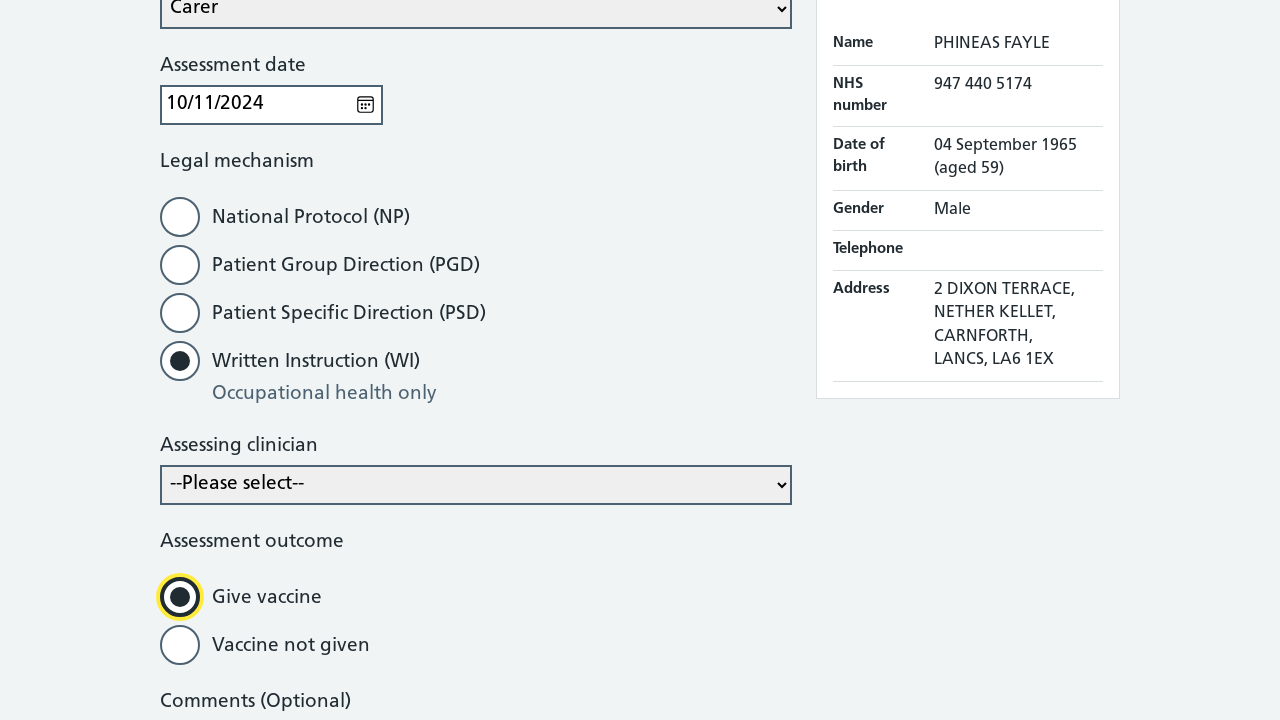 Carer
Assessment date
10/11/2024
Legal mechanism
National Protocol (NP)
Patient Group Direction (PGD)
Patient Specific Direction (PSD)
Written Instruction (WI)
Occupational health only
Assessing clinician
--Please select--
Assessment outcome
Give vaccine
Vaccine not given
Comments (Optional)
Name PHINEAS FAYLE
NHS number 947 440 5174
Date of birth 04 September 1965
(aged 59)
Gender Male
Telephone
Address 2 DIXON TERRACE,
NETHER KELLET,
CARNFORTH,
LANCS, LA6 1EX